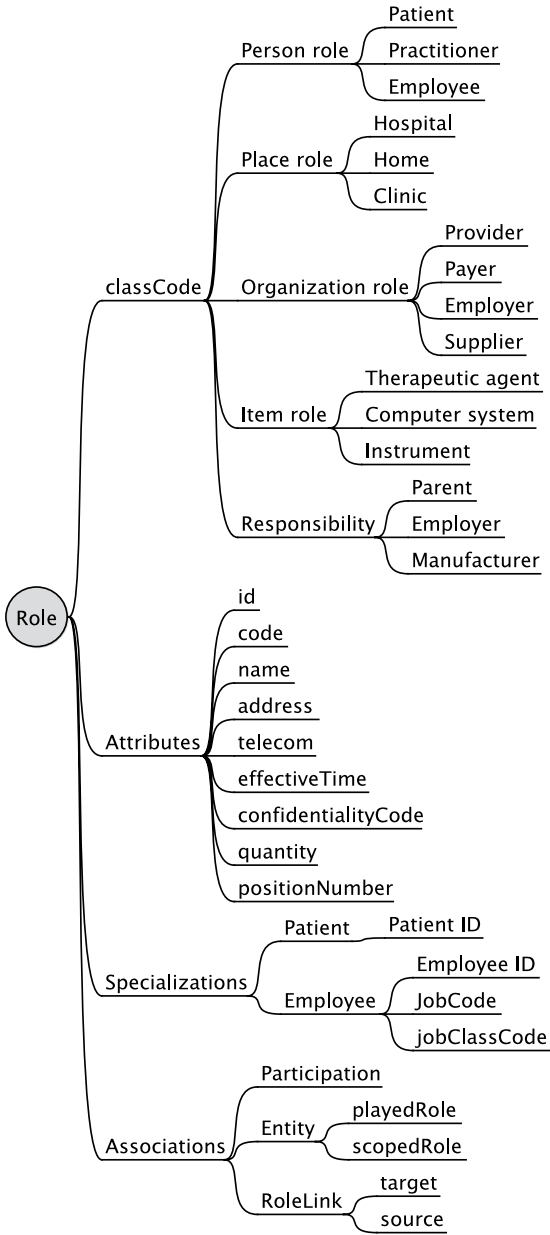 Role
classCode
Person role
Patient
Practitioner
Employee
Place role
Hospital
Home
Clinic
Organization role
Provider
Payer
Employer
Supplier
Item role
Therapeutic agent
Computer system
Instrument
Responsibility
Parent
Employer
Manufacturer
Attributes
id
code
name
address
telecom
effectiveTime
confidentialityCode
quantity
positionNumber
Specializations
Patient
Patient ID
Employee
Employee ID
JobCode
jobClassCode
Associations
Participation
Entity
playedRole
scopedRole
RoleLink
target
source